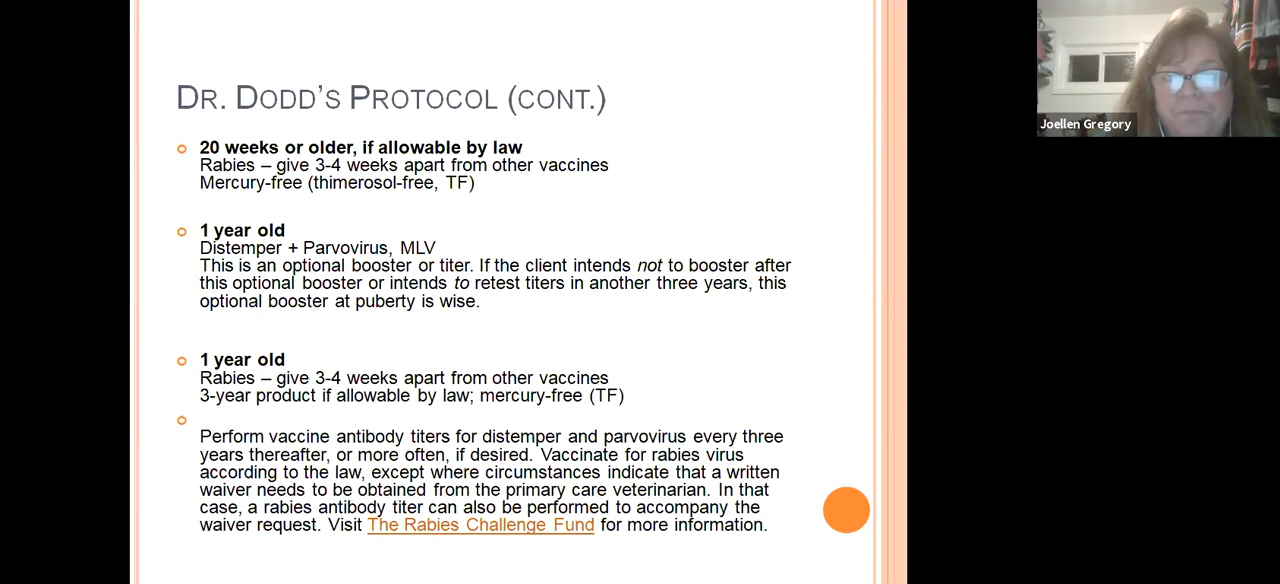 DR. DODD'S PROTOCOL (CONT.)
20 weeks or older, if allowable by law
Rabies – give 3-4 weeks apart from other vaccines
Mercury-free (thimerosol-free, TF)
1 year old
Distemper + Parvovirus, MLV
This is an optional booster or titer. If the client intends not to booster after
this optional booster or intends to retest titers in another three years, this
optional booster at puberty is wise.
1 year old
Rabies – give 3-4 weeks apart from other vaccines
3-year product if allowable by law; mercury-free (TF)
Perform vaccine antibody titers for distemper and parvovirus every three
years thereafter, or more often, if desired. Vaccinate for rabies virus
according to the law, except where circumstances indicate that a written
waiver needs to be obtained from the primary care veterinarian. In that
case, a rabies antibody titer can also be performed to accompany the
waiver request. Visit The Rabies Challenge Fund for more information.
Joellen Gregory